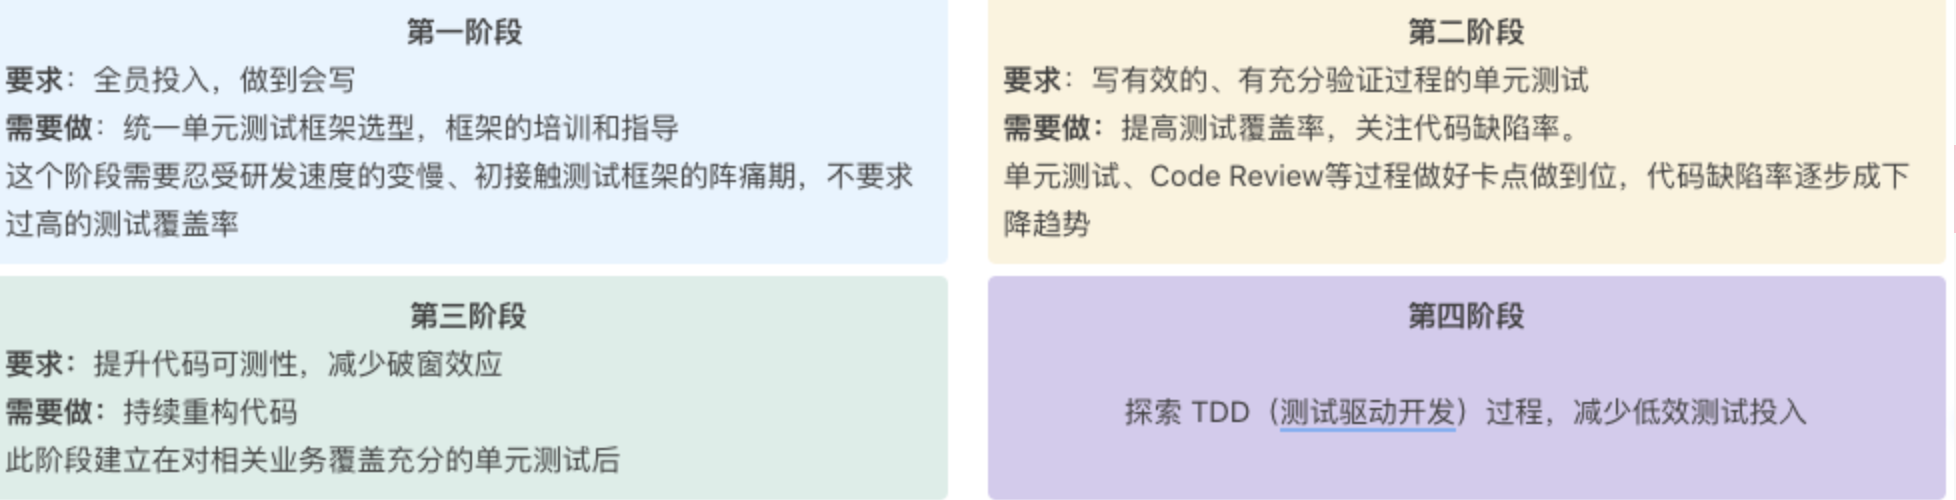 第一阶段
要求：全员投入，做到会写
需要做：统一单元测试框架选型，框架的培训和指导
这个阶段需要忍受研发速度的变慢、初接触测试框架的阵痛期，不要求
过高的测试覆盖率
第二阶段
要求：写有效的、有充分验证过程的单元测试
需要做：提高测试覆盖率，关注代码缺陷率。
单元测试、Code Review等过程做好卡点做到位，代码缺陷率逐步成下
降趋势
第三阶段
要求：提升代码可测性，减少破窗效应
需要做：持续重构代码
此阶段建立在对相关业务覆盖充分的单元测试后
第四阶段
探索 TDD（测试驱动开发）过程，减少低效测试投入